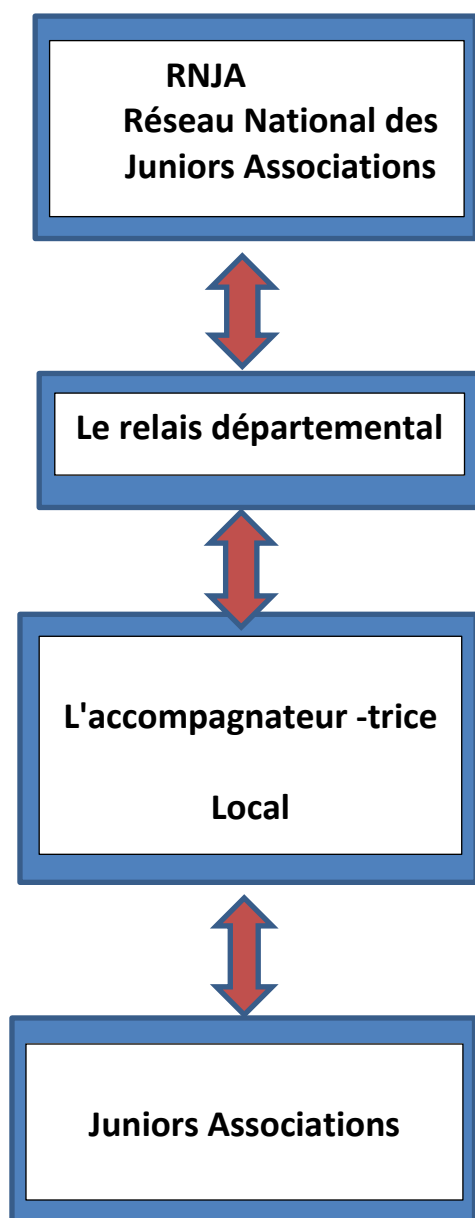 RNJA
Réseau National des
Juniors Associations
Le relais départemental
L'accompagnateur -trice
Local
Juniors Associations